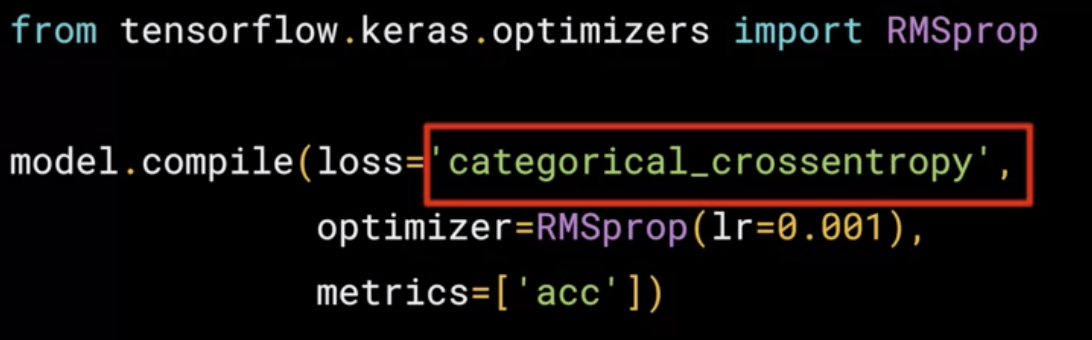 from tensorflow.keras.optimizers import RMSprop
model.compile(loss='categorical_crossentropy',
optimizer=RMSprop(lr=0.001),
metrics=['acc'])